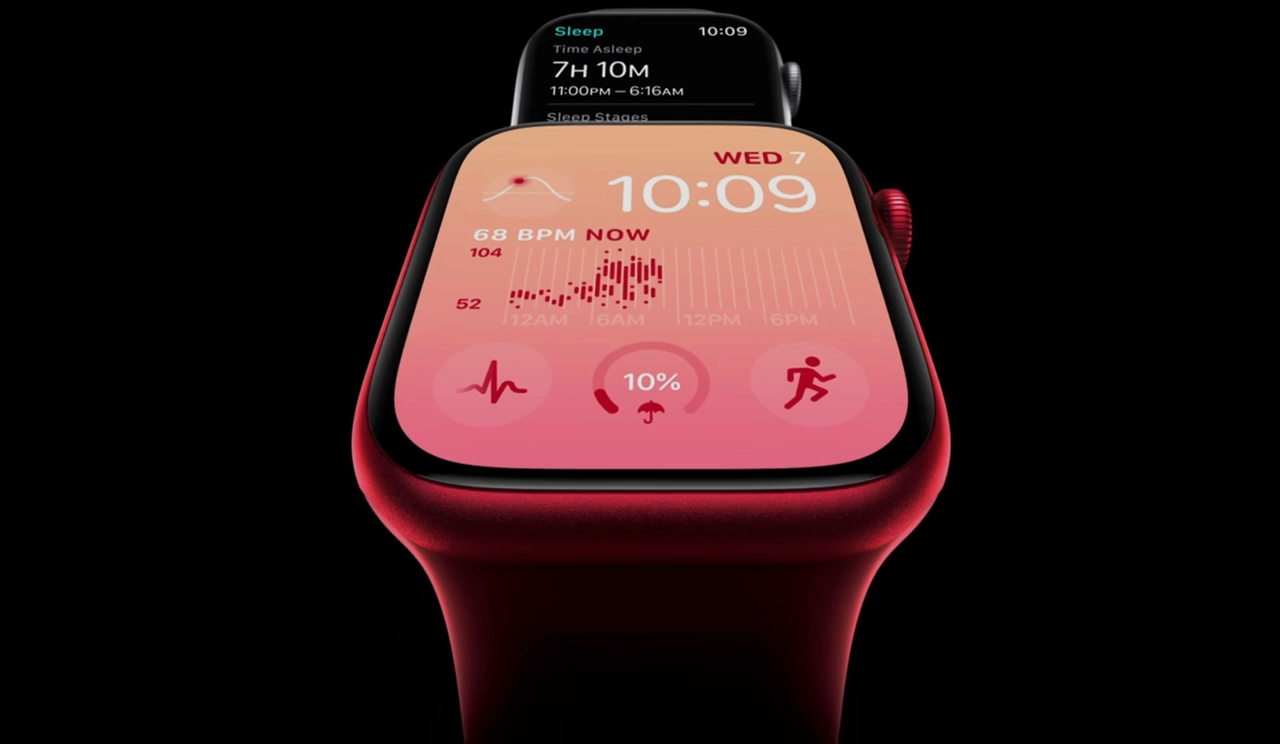 Sleep 10:09
Time Asleep
7H 10M
11:00PM – 6:16AM
Sleep Stages
WED 7
10:09
68 BPM NOW
104
52
12AM 6AM 12PM 6PM
10%